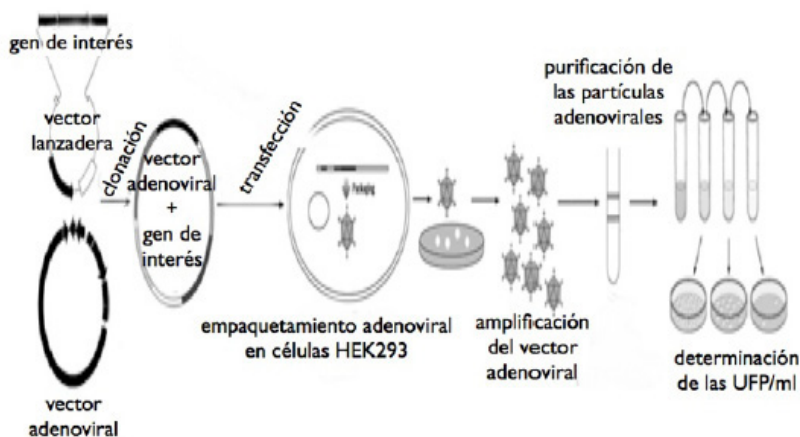 gen de interés
vector
lanzadera
clonación
vector
adenoviral
+
gen de
interés
vector
adenoviral
transfección
Packaging
empaquetamiento adenoviral
en células HEK293
amplificación
del vector
adenoviral
purificación de
las partículas
adenovirales
determinación
de las UFP/ml